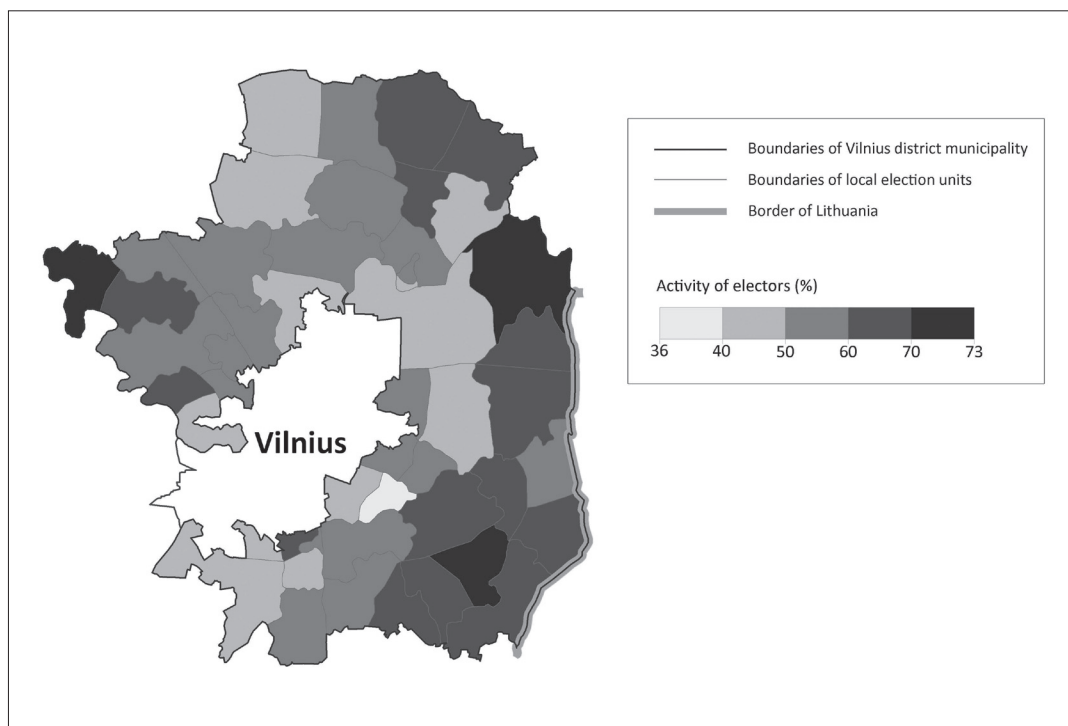 Boundaries of Vilnius district municipality
Boundaries of local election units
Border of Lithuania
Activity of electors (%)
36 40 50 60 70 73
Vilnius